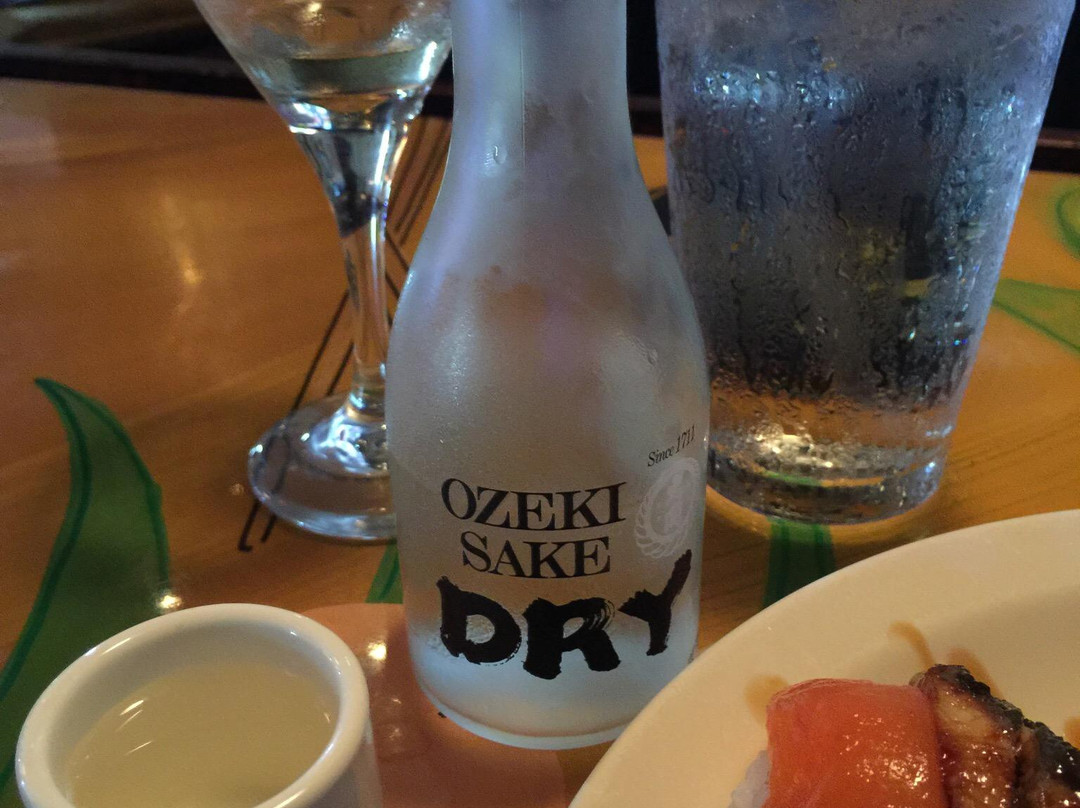 Since 1711
OZEKI
SAKE
DRY